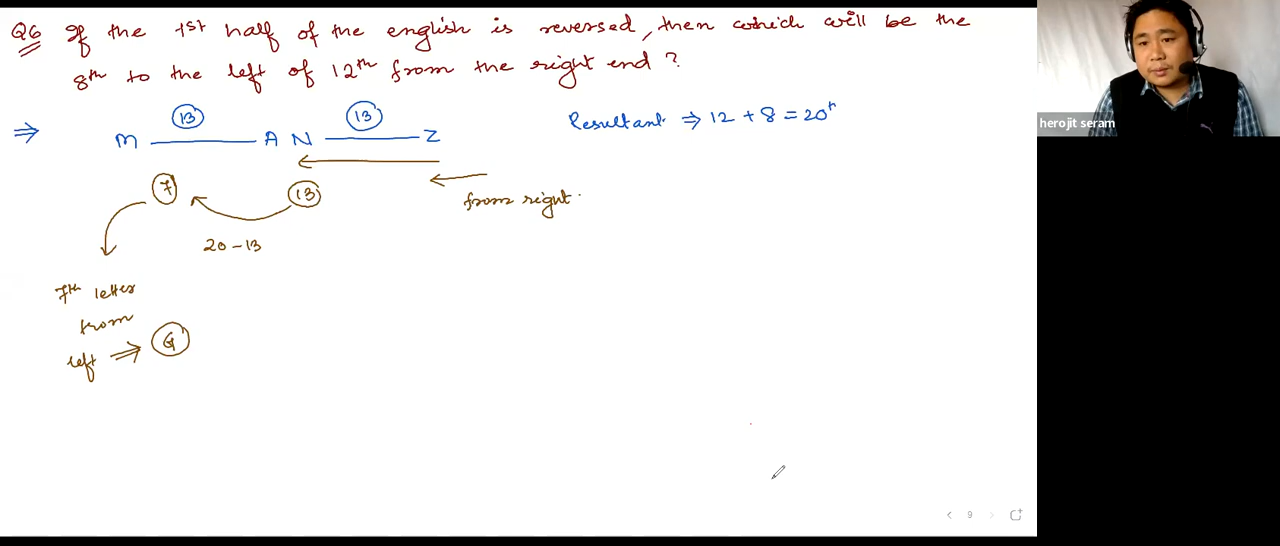 Q6 If the 1st half of the english is reversed, then which will be the
8th to the left of 12th from the right end ?
⇒ M 13 A N 13 Z
Resultant ⇒ 12 + 8 = 20th
7 13
from right.
20 - 13
7th letter
from
left ⇒ G
herojit seram
9